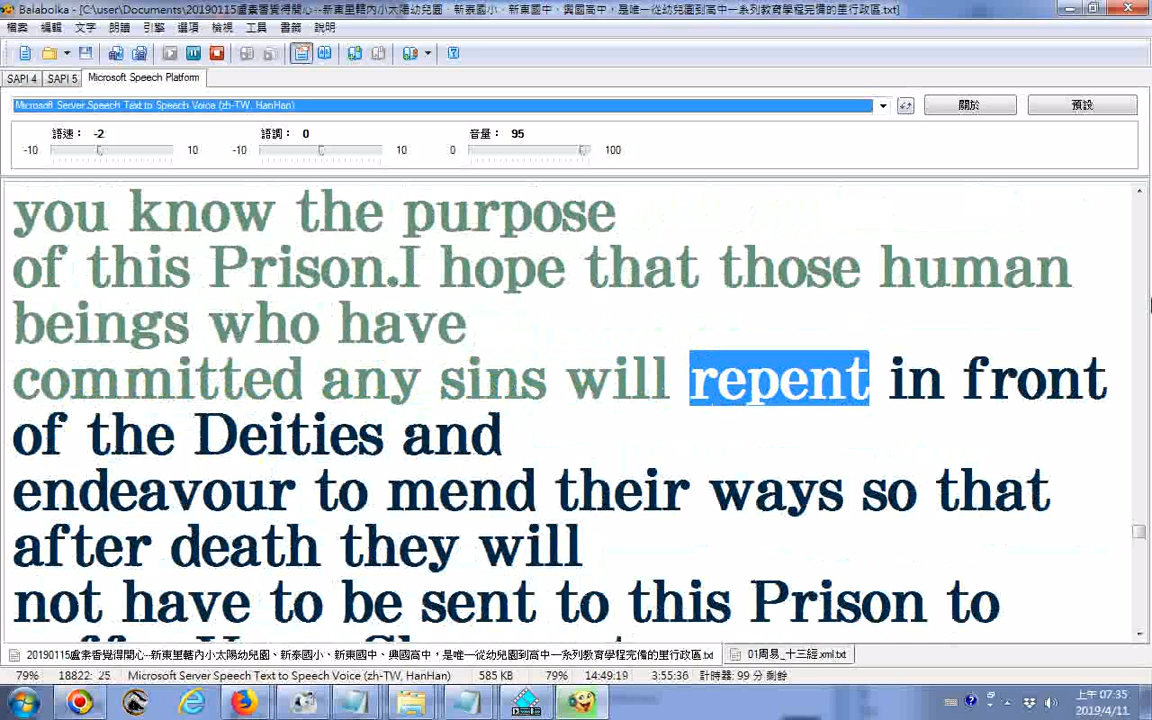 Balabolka - [C:\user\Documents\20190115盧素香覺得開心--新東里轄內小太陽幼兒園、新泰國小、新東國中、興國高中，是唯一從幼兒園到高中一系列教育學程完備的里行政區.txt]
檔案 編輯 文字 朗讀 引擎 選項 檢視 工具 書籤 說明
SAPI 4 SAPI 5 Microsoft Speech Platform
Microsoft Server Speech Text to Speech Voice (zh-TW, HanHan) 關於 預設
語速： -2 語調： 0 音量： 95
-10 10 -10 10 0 100
you know the purpose
of this Prison.I hope that those human
beings who have
committed any sins will repent in front
of the Deities and
endeavour to mend their ways so that
after death they will
not have to be sent to this Prison to
20190115盧素香覺得開心--新東里轄內小太陽幼兒園、新泰國小、新東國中、興國高中，是唯一從幼兒園到高中一系列教育學程完備的里行政區.txt 01周易_十三經.xml.txt
79% 18822: 25 Microsoft Server Speech Text to Speech Voice (zh-TW, HanHan) 585 KB 79% 14:49:19 3:55:36 計時器: 99 分 剩餘
上午 07:35
2019/4/11